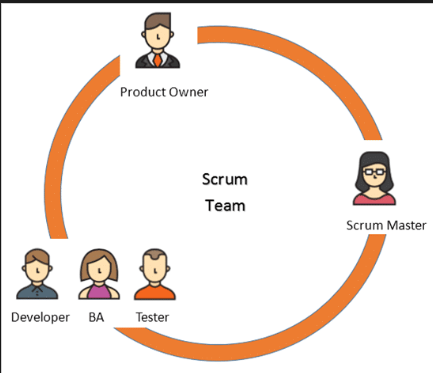 Product Owner
Scrum
Team
Scrum Master
Developer BA Tester